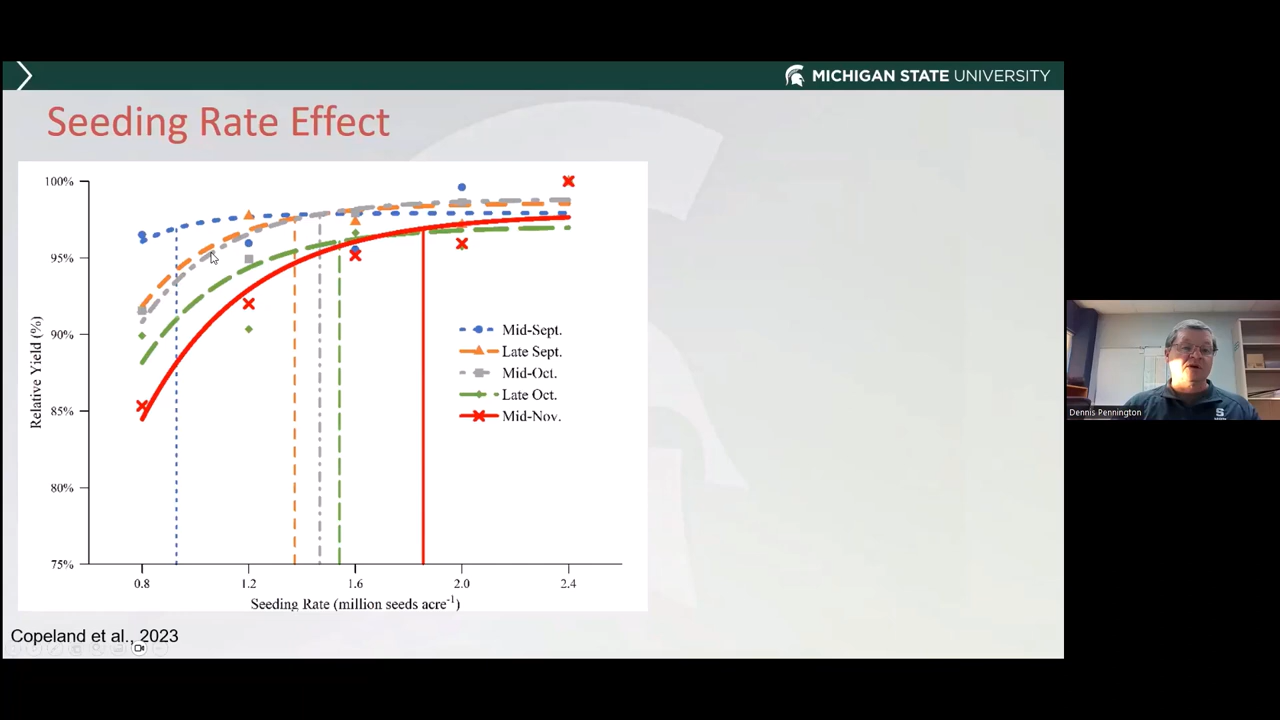 MICHIGAN STATE UNIVERSITY
Seeding Rate Effect
100%
95%
90%
85%
80%
75%
Relative Yield (%)
Mid-Sept.
Late Sept.
Mid-Oct.
Late Oct.
Mid-Nov.
0.8 1.2 1.6 2.0 2.4
Seeding Rate (million seeds acre⁻¹)
Copeland et al., 2023
Dennis Pennington
S